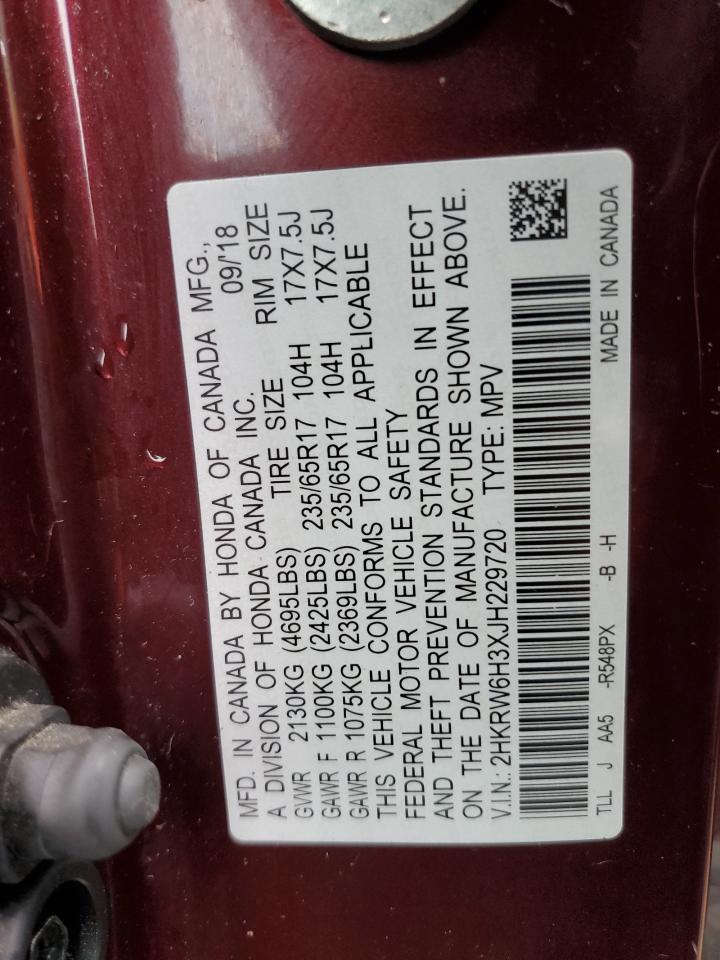 MFD. IN CANADA BY HONDA OF CANADA MFG.,
A DIVISION OF HONDA CANADA INC. 09/'18
GVWR 2130KG (4695LBS) TIRE SIZE RIM SIZE
GAWR F 1100KG (2425LBS) 235/65R17 104H 17X7.5J
GAWR R 1075KG (2369LBS) 235/65R17 104H 17X7.5J
THIS VEHICLE CONFORMS TO ALL APPLICABLE
FEDERAL MOTOR VEHICLE SAFETY
AND THEFT PREVENTION STANDARDS IN EFFECT
ON THE DATE OF MANUFACTURE SHOWN ABOVE.
V.I.N.: 2HKRW6H3XJH229720 TYPE: MPV
TLL J AA5 -R548PX -B -H MADE IN CANADA